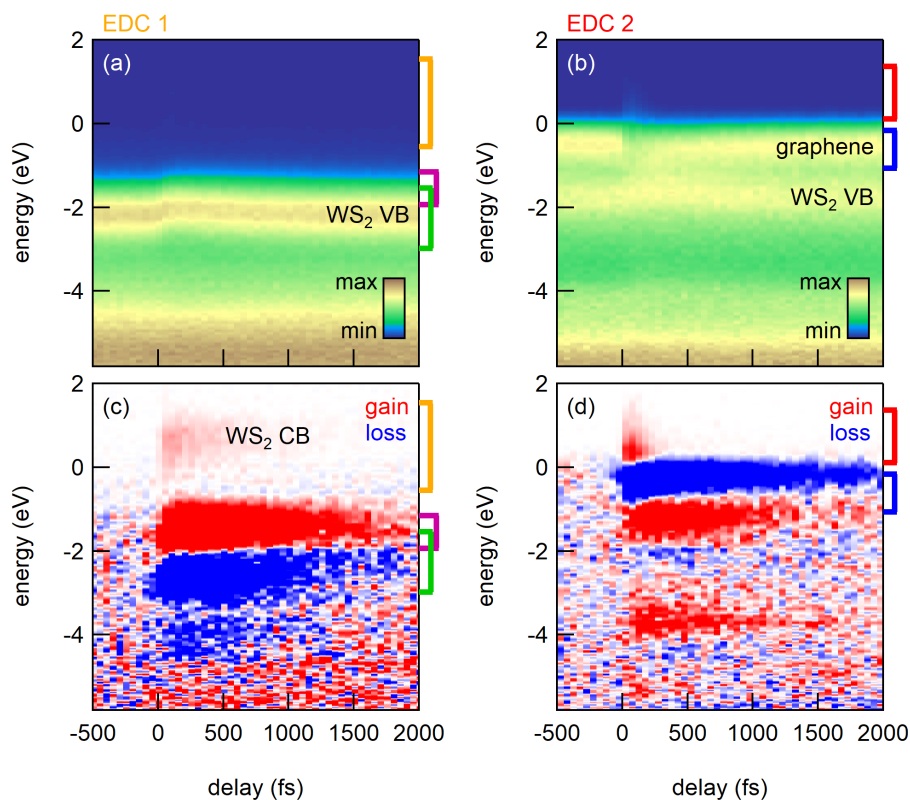 EDC 1
EDC 2
(a)
(b)
2
0
-2
-4
energy (eV)
WS₂ VB
max
min
2
0
-2
-4
energy (eV)
graphene
WS₂ VB
max
min
(c)
gain
loss
WS₂ CB
2
0
-2
-4
energy (eV)
-500 0 500 1000 1500 2000
delay (fs)
(d)
gain
loss
2
0
-2
-4
energy (eV)
-500 0 500 1000 1500 2000
delay (fs)